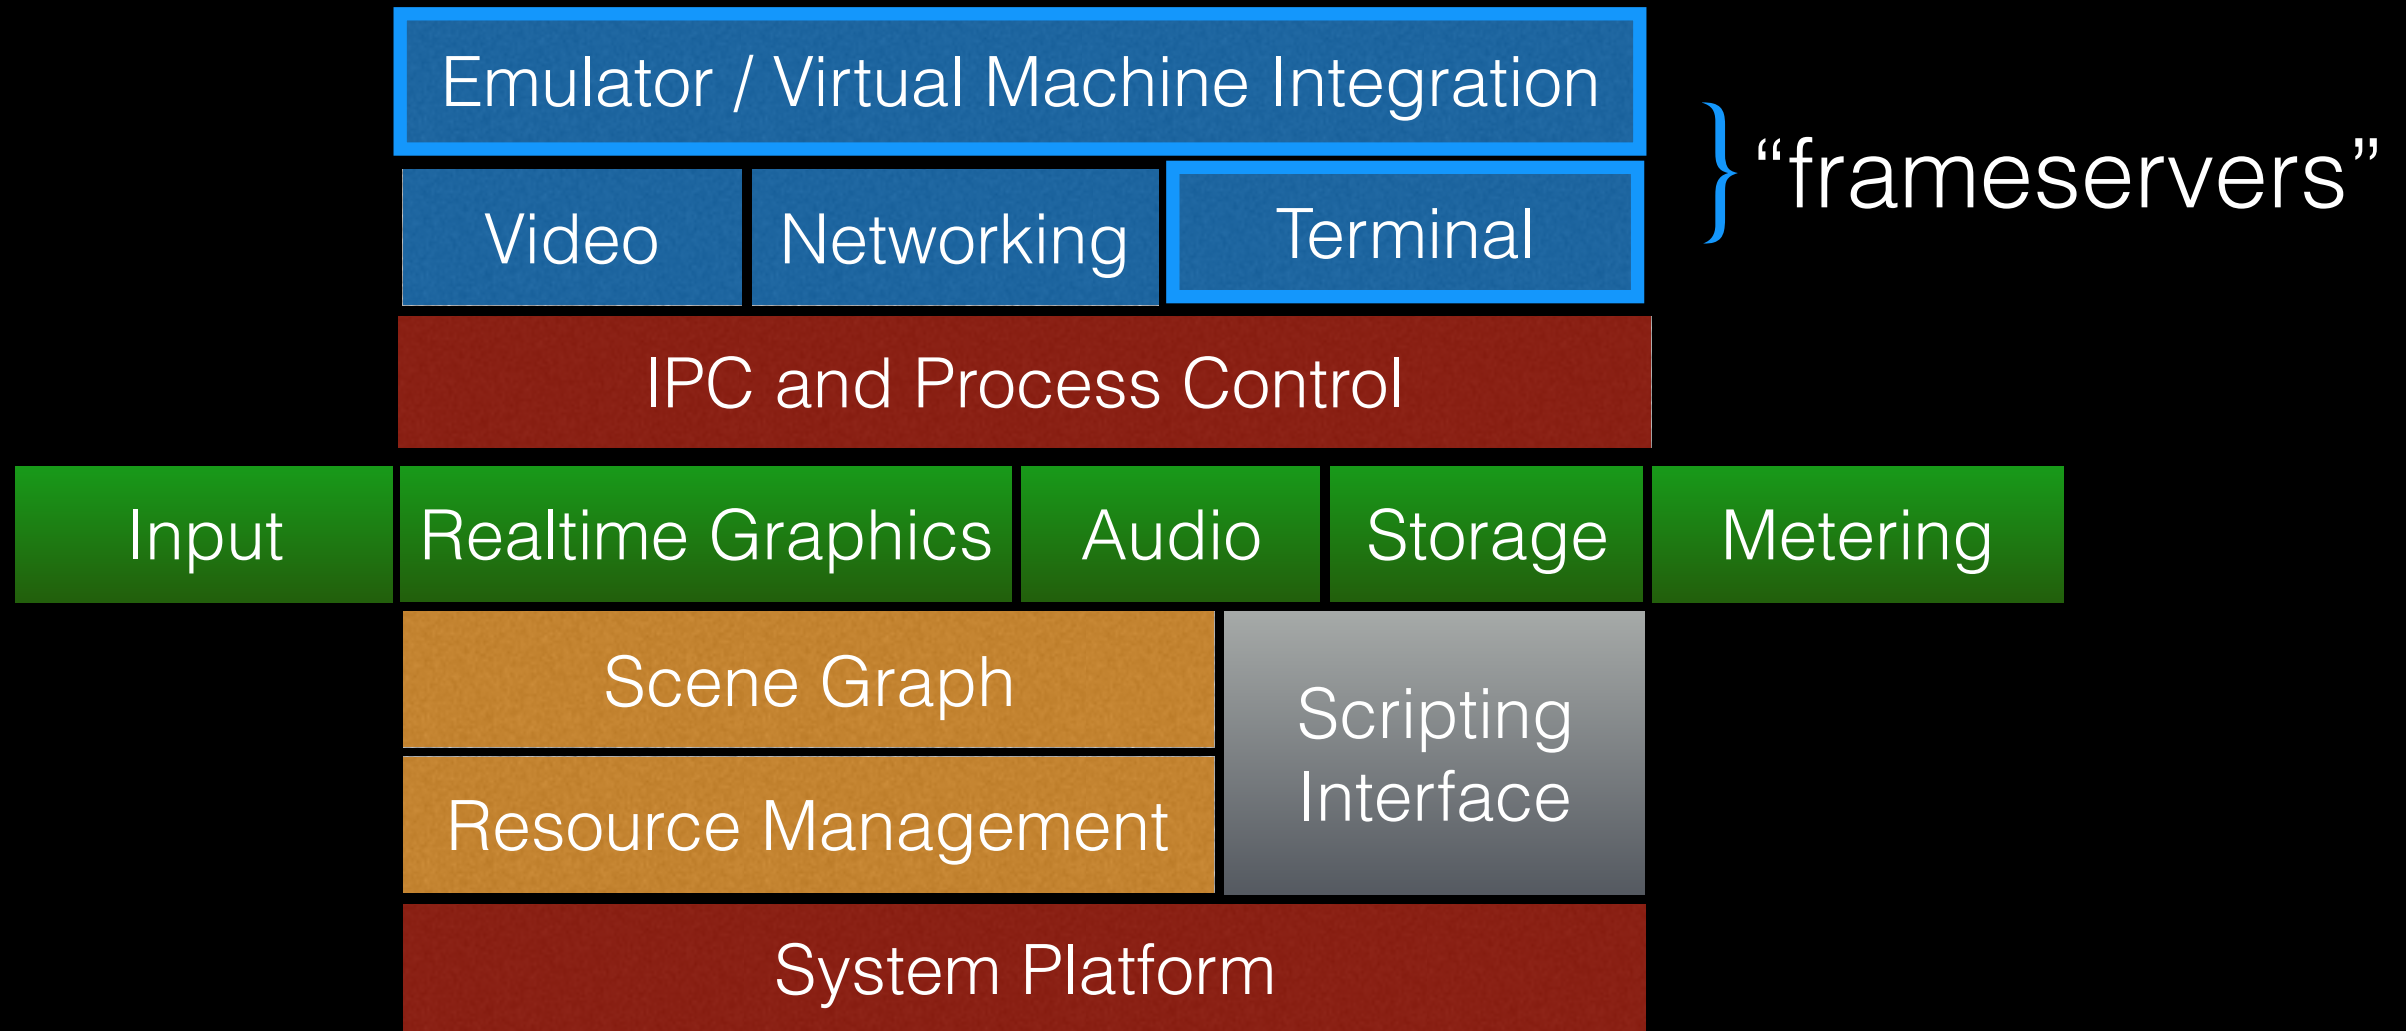 Emulator / Virtual Machine Integration
“frameservers”
Video
Networking
Terminal
IPC and Process Control
Input
Realtime Graphics
Audio
Storage
Metering
Scene Graph
Scripting
Interface
Resource Management
System Platform